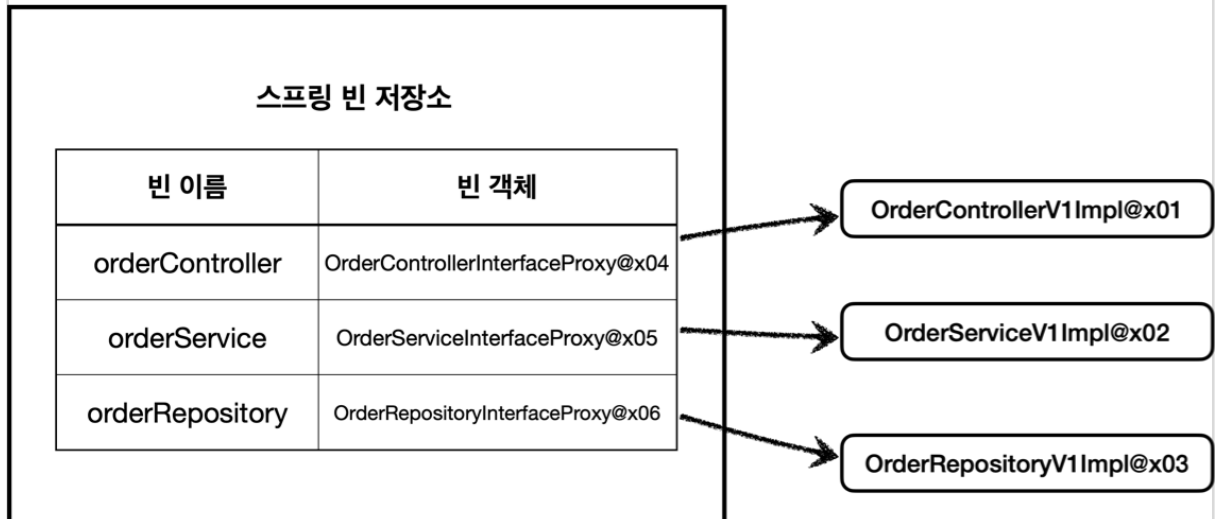 스프링 빈 저장소
빈 이름 빈 객체
orderController OrderControllerInterfaceProxy@x04
orderService OrderServiceInterfaceProxy@x05
orderRepository OrderRepositoryInterfaceProxy@x06
OrderControllerV1Impl@x01
OrderServiceV1Impl@x02
OrderRepositoryV1Impl@x03